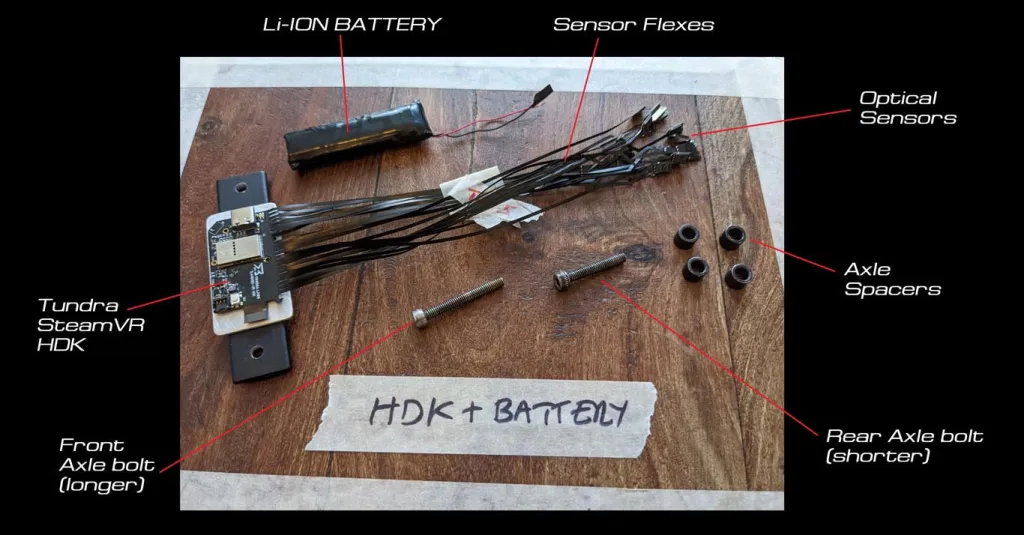 Li-ION BATTERY
Sensor Flexes
Optical
Sensors
Axle
Spacers
Tundra
SteamVR
HDK
HDK + BATTERY
Front
Axle bolt
(longer)
Rear Axle bolt
(shorter)